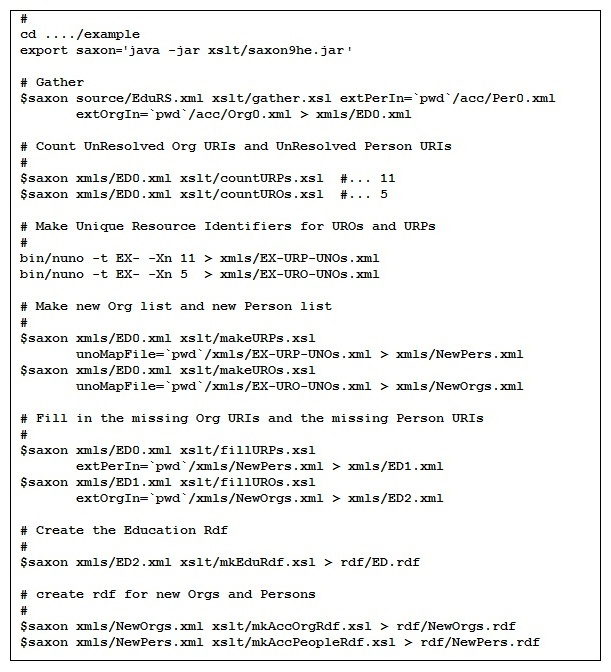 #
cd ..../example
export saxon='java -jar xslt/saxon9he.jar'
# Gather
$saxon source/EduRS.xml xslt/gather.xsl extPerIn=`pwd`/acc/Per0.xml
extOrgIn=`pwd`/acc/Org0.xml > xmls/ED0.xml
# Count UnResolved Org URIs and UnResolved Person URIs
#
$saxon xmls/ED0.xml xslt/countURPs.xsl  #... 11
$saxon xmls/ED0.xml xslt/countUROs.xsl  #... 5
# Make Unique Resource Identifiers for UROs and URPs
#
bin/nuno -t EX- -Xn 11 > xmls/EX-URP-UNOs.xml
bin/nuno -t EX- -Xn 5  > xmls/EX-URO-UNOs.xml
# Make new Org list and new Person list
#
$saxon xmls/ED0.xml xslt/makeURPs.xsl
unoMapFile=`pwd`/xmls/EX-URP-UNOs.xml > xmls/NewPers.xml
$saxon xmls/ED0.xml xslt/makeUROs.xsl
unoMapFile=`pwd`/xmls/EX-URO-UNOs.xml > xmls/NewOrgs.xml
# Fill in the missing Org URIs and the missing Person URIs
#
$saxon xmls/ED0.xml xslt/fillURPs.xsl
extPerIn=`pwd`/xmls/NewPers.xml > xmls/ED1.xml
$saxon xmls/ED1.xml xslt/fillUROs.xsl
extOrgIn=`pwd`/xmls/NewOrgs.xml > xmls/ED2.xml
# Create the Education Rdf
#
$saxon xmls/ED2.xml xslt/mkEduRdf.xsl > rdf/ED.rdf
# create rdf for new Orgs and Persons
#
$saxon xmls/NewOrgs.xml xslt/mkAccOrgRdf.xsl > rdf/NewOrgs.rdf
$saxon xmls/NewPers.xml xslt/mkAccPeopleRdf.xsl > rdf/NewPers.rdf